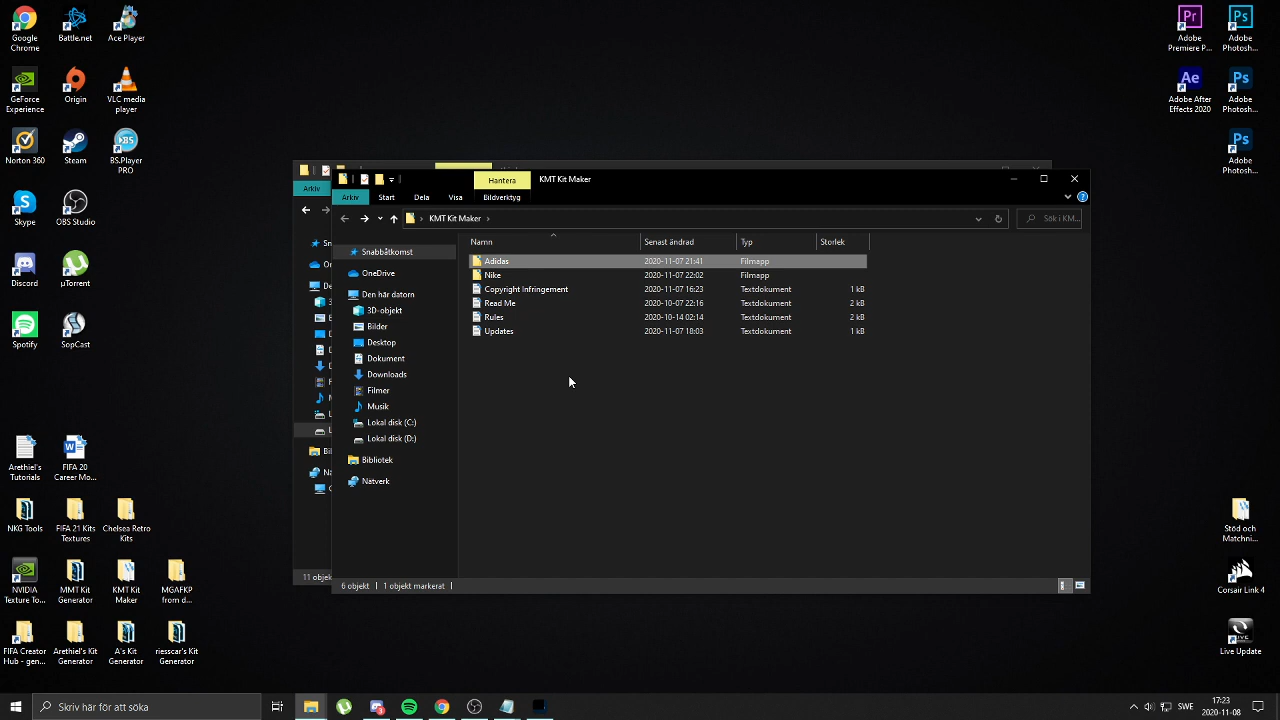 Google Chrome
Battle.net
Ace Player
GeForce Experience
Origin
VLC media player
Norton 360
Steam
BS.Player PRO
Skype
OBS Studio
Discord
µTorrent
Spotify
SopCast
Arethiel's Tutorials
FIFA 20 Career Mo...
NKG Tools
FIFA 21 Kits Textures
Chelsea Retro Kits
NVIDIA Texture To...
MMT Kit Generator
KMT Kit Maker
MGAFKP from d...
FIFA Creator Hub - gen...
Arethiel's Kit Generator
A's Kit Generator
riesscar's Kit Generator
Adobe Premiere P...
Adobe Photosh...
Adobe After Effects 2020
Adobe Photosh...
Adobe Photosh...
Stöd och Matchni...
Corsair Link 4
Live Update
Arkiv
11 objek
Hantera
KMT Kit Maker
Arkiv
Start
Dela
Visa
Bildverktyg
KMT Kit Maker
Sök i KM...
Namn
Senast ändrad
Typ
Storlek
Snabbåtkomst
OneDrive
Den här datorn
3D-objekt
Bilder
Desktop
Dokument
Downloads
Filmer
Musik
Lokal disk (C:)
Lokal disk (D:)
Bibliotek
Nätverk
Adidas 2020-11-07 21:41 Filmapp
Nike 2020-11-07 22:02 Filmapp
Copyright Infringement 2020-11-07 16:23 Textdokument 1 kB
Read Me 2020-10-07 22:16 Textdokument 2 kB
Rules 2020-10-14 02:14 Textdokument 2 kB
Updates 2020-11-07 18:03 Textdokument 1 kB
6 objekt
1 objekt markerat
Skriv här för att söka
SWE
17:23
2020-11-08